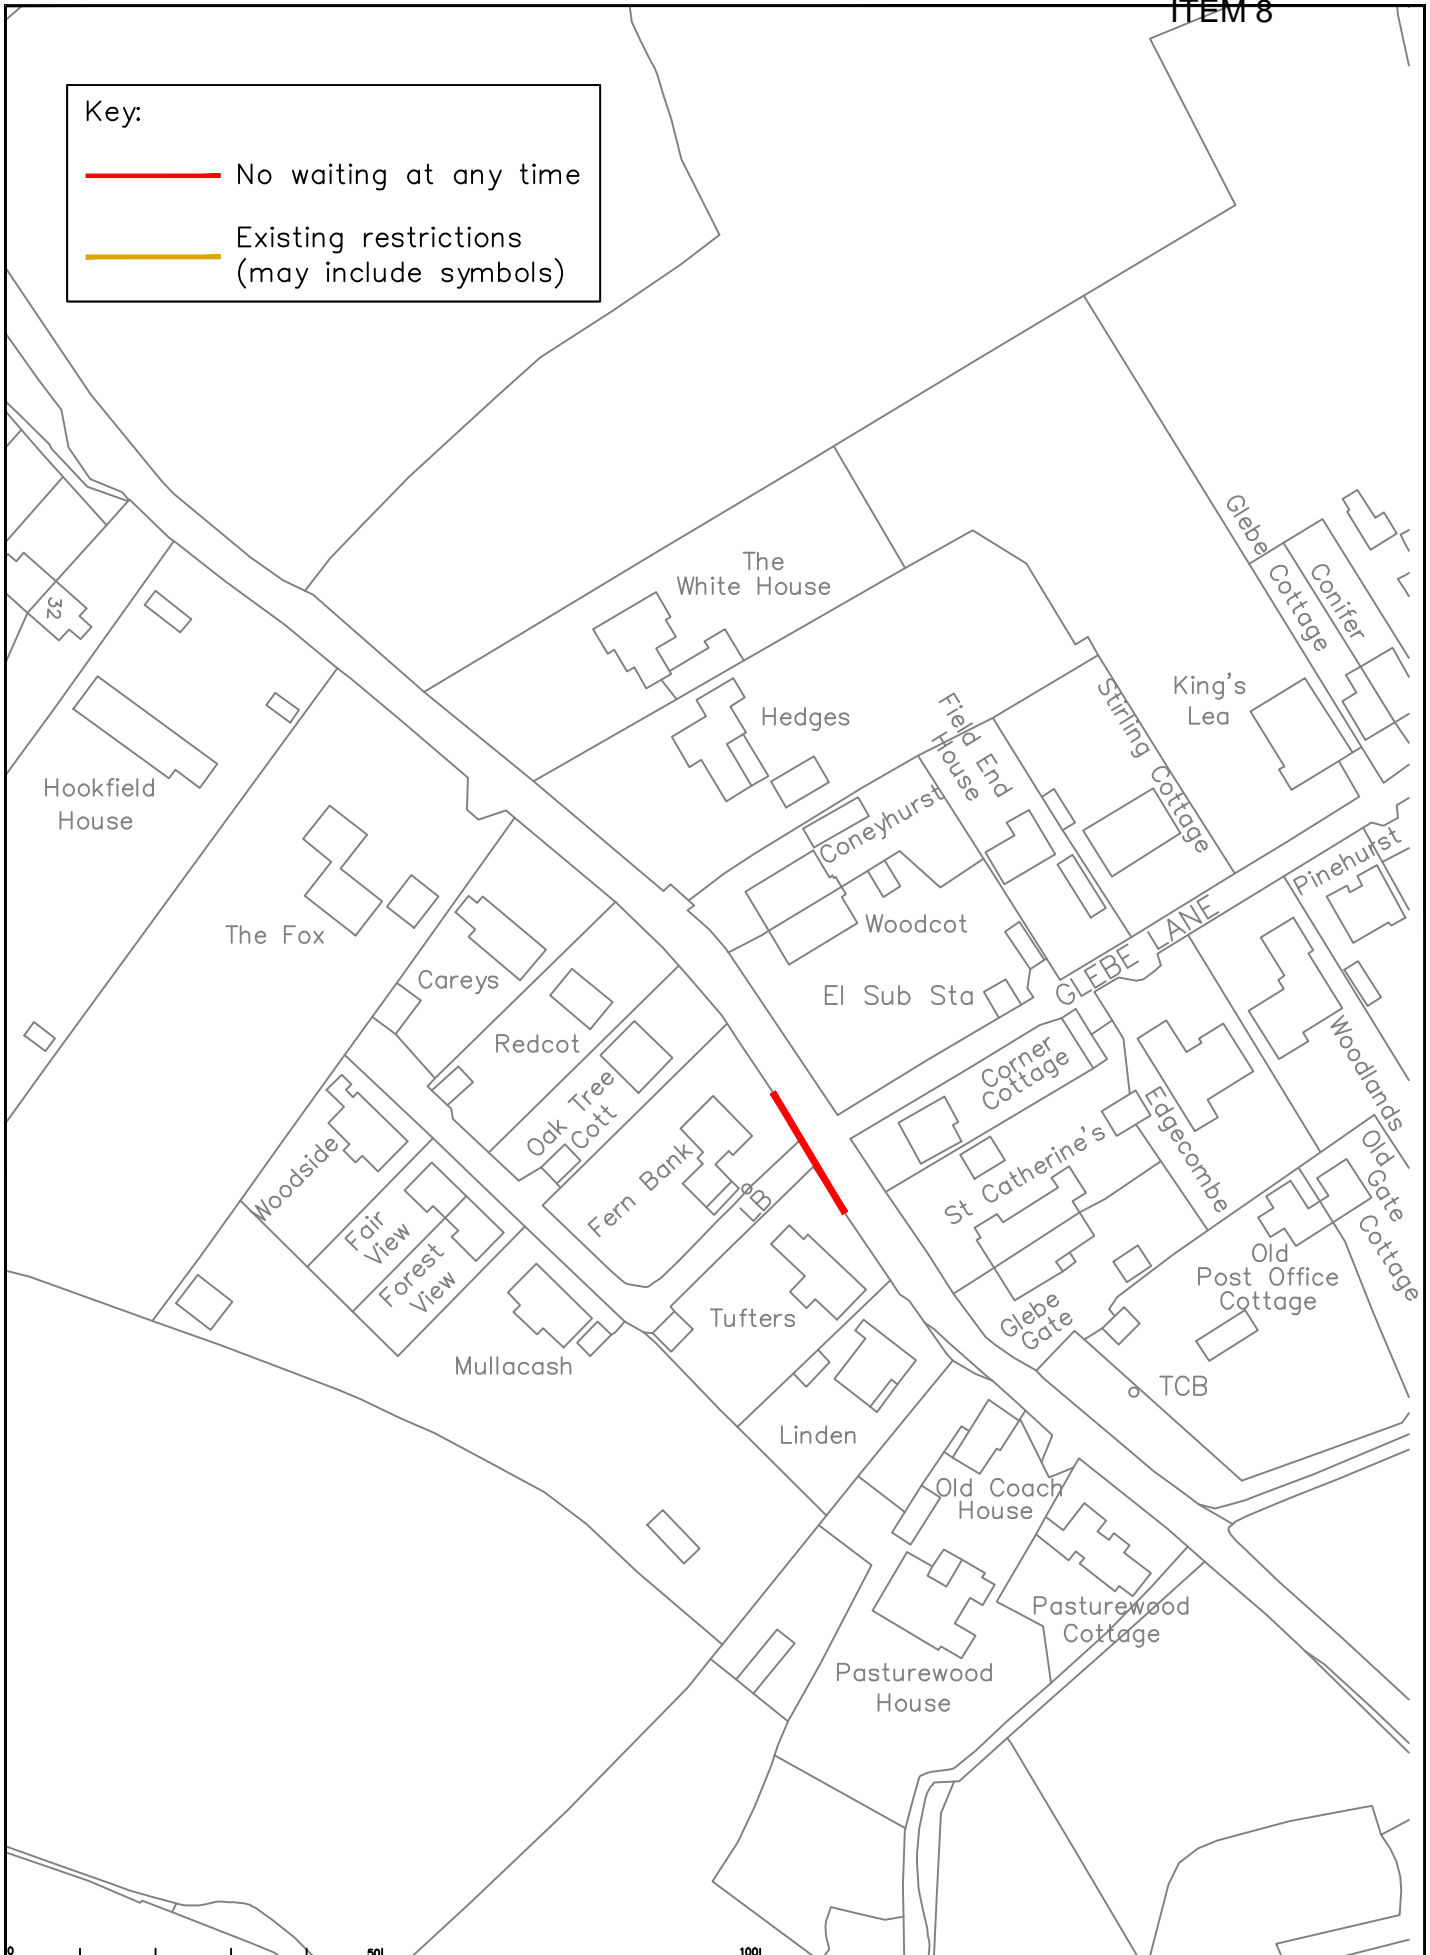 ITEM 8
Key:
No waiting at any time
Existing restrictions
(may include symbols)
The
White House
Glebe Cottage
Conifer
32
Hedges
Field End
House
Stirling Cottage
King's
Lea
Hookfield
House
Coneyhurst
Pinehurst
The Fox
Woodcot
GLEBE LANE
Careys
El Sub Sta
Redcot
Corner
Cottage
Woodlands
Oak Tree
Cott
Edgecombe
Woodside
Fern Bank
LB
St Catherine's
Old
Gate
Cottage
Fair
View
Forest
View
Old
Post Office
Cottage
Tufters
Glebe
Gate
Mullacash
TCB
Linden
Old Coach
House
Pasturewood
Cottage
Pasturewood
House
0
50
100